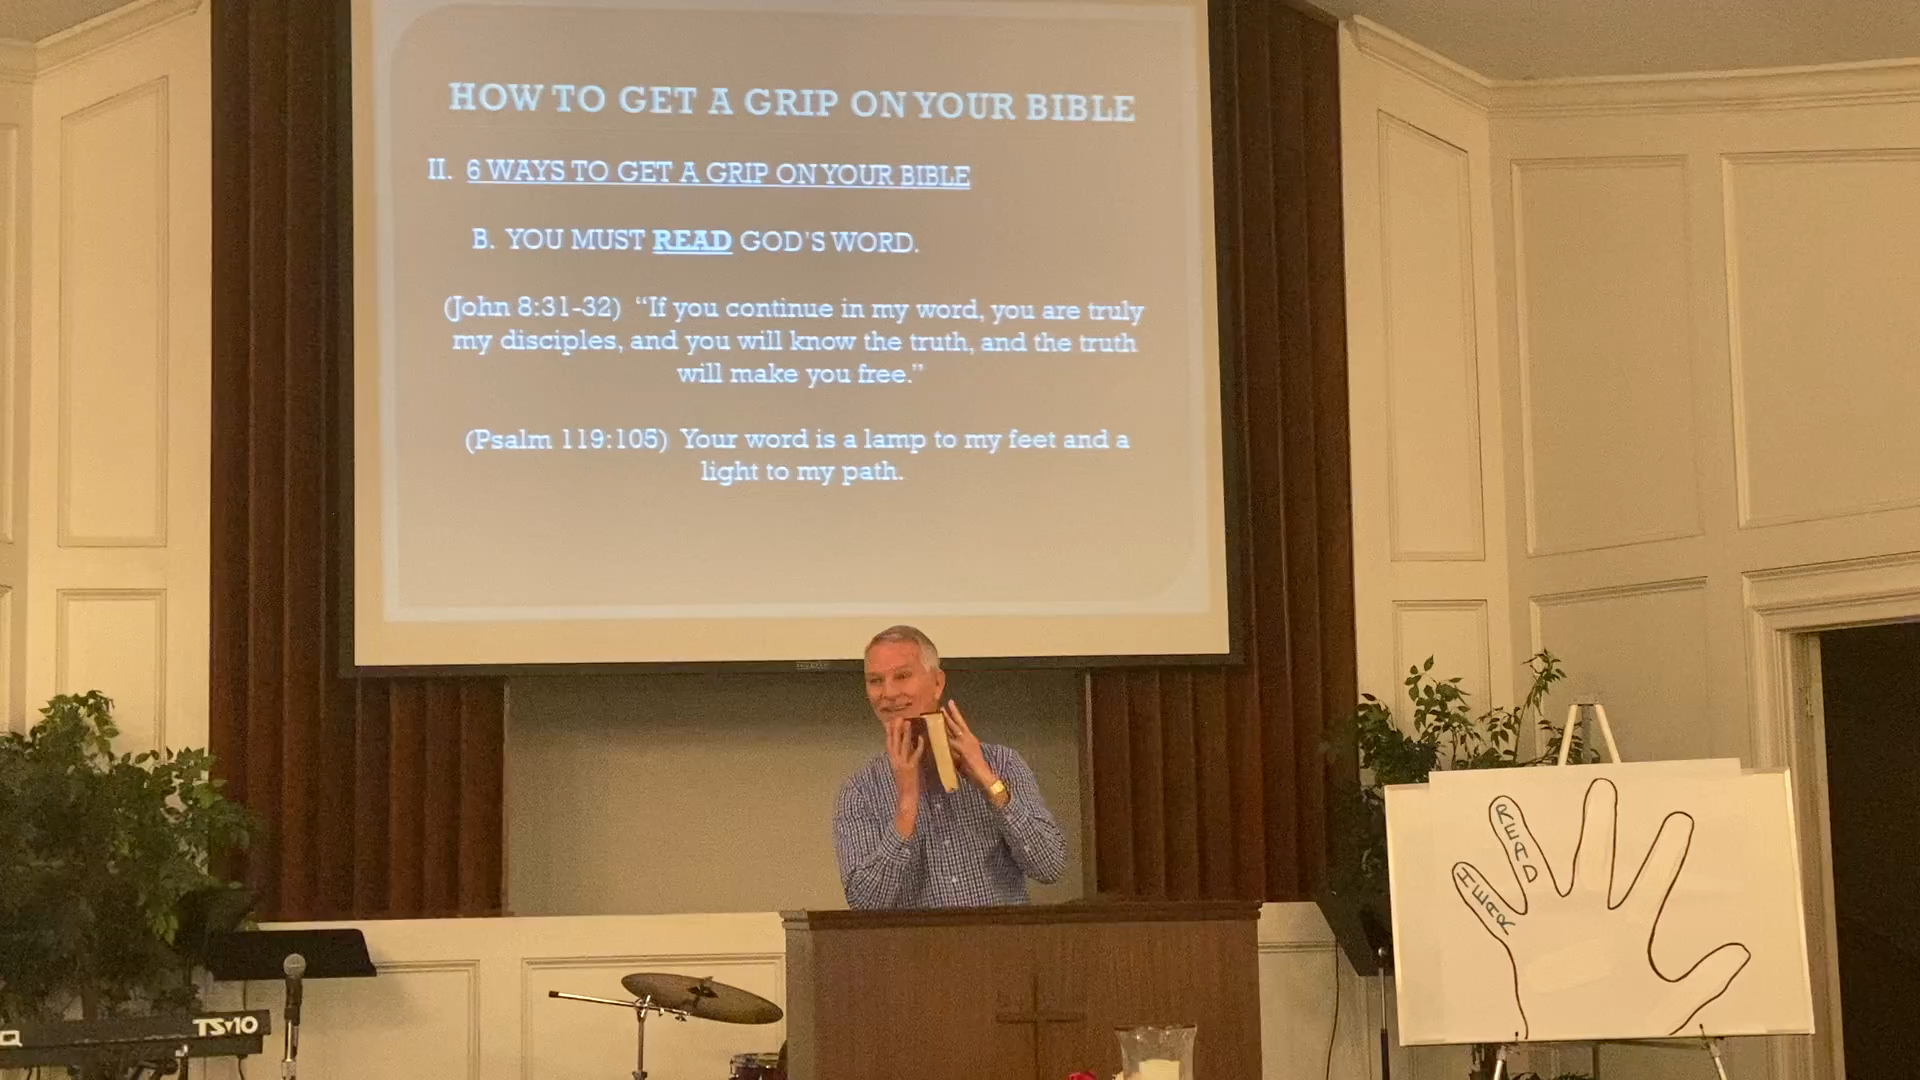 HOW TO GET A GRIP ON YOUR BIBLE
II. 6 WAYS TO GET A GRIP ON YOUR BIBLE
B. YOU MUST READ GOD'S WORD.
(John 8:31-32) “If you continue in my word, you are truly
my disciples, and you will know the truth, and the truth
will make you free.”
(Psalm 119:105) Your word is a lamp to my feet and a
light to my path.
READ
HEAR
TSV10